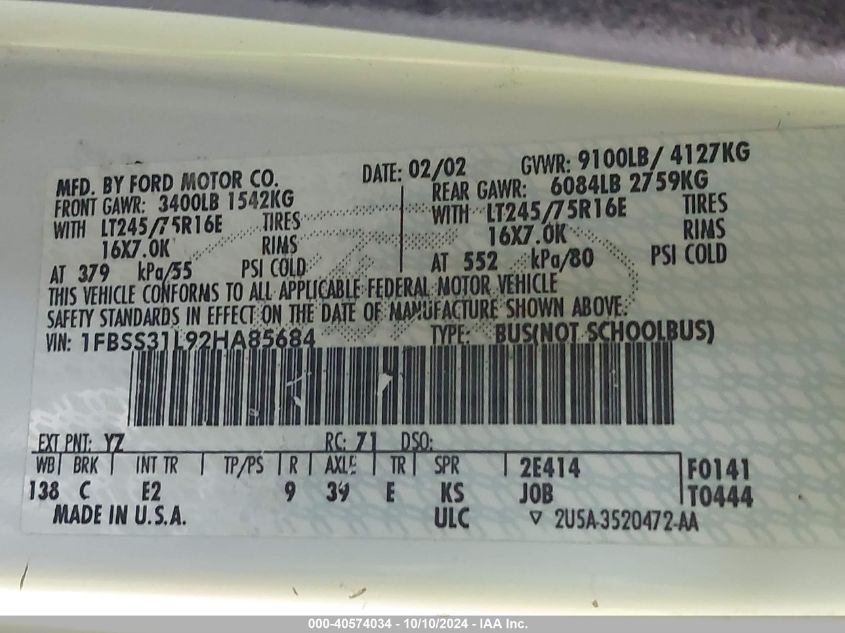 MFD. BY FORD MOTOR CO. DATE: 02/02 GVWR: 9100LB/ 4127KG
FRONT GAWR: 3400LB 1542KG REAR GAWR: 6084LB 2759KG
WITH LT245/75R16E TIRES WITH LT245/75R16E TIRES
16X7.0K RIMS 16X7.0K RIMS
AT 379 kPa/55 PSI COLD AT 552 kPa/80 PSI COLD
THIS VEHICLE CONFORMS TO ALL APPLICABLE FEDERAL MOTOR VEHICLE
SAFETY STANDARDS IN EFFECT ON THE DATE OF MANUFACTURE SHOWN ABOVE.
VIN: 1FBSS31L92HA85684 TYPE: BUS(NOT SCHOOLBUS)
EXT PNT: YZ RC: 71 DSO:
WB BRK INT TR TP/PS R AXLE TR SPR 2E414 F0141
138 C E2 9 39 E KS JOB T0444
MADE IN U.S.A. ULC 2U5A-3520472-AA
000-40574034 - 10/10/2024 - IAA Inc.